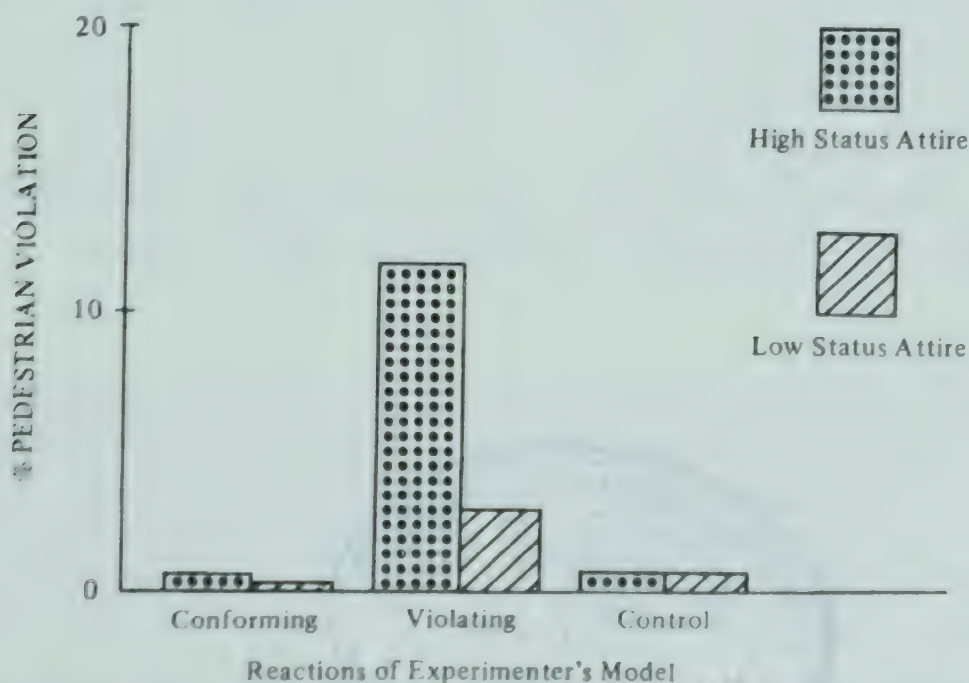 20
High Status Attire
Low Status Attire
% PEDESTRIAN VIOLATION
10
0
Conforming Violating Control
Reactions of Experimenter's Model